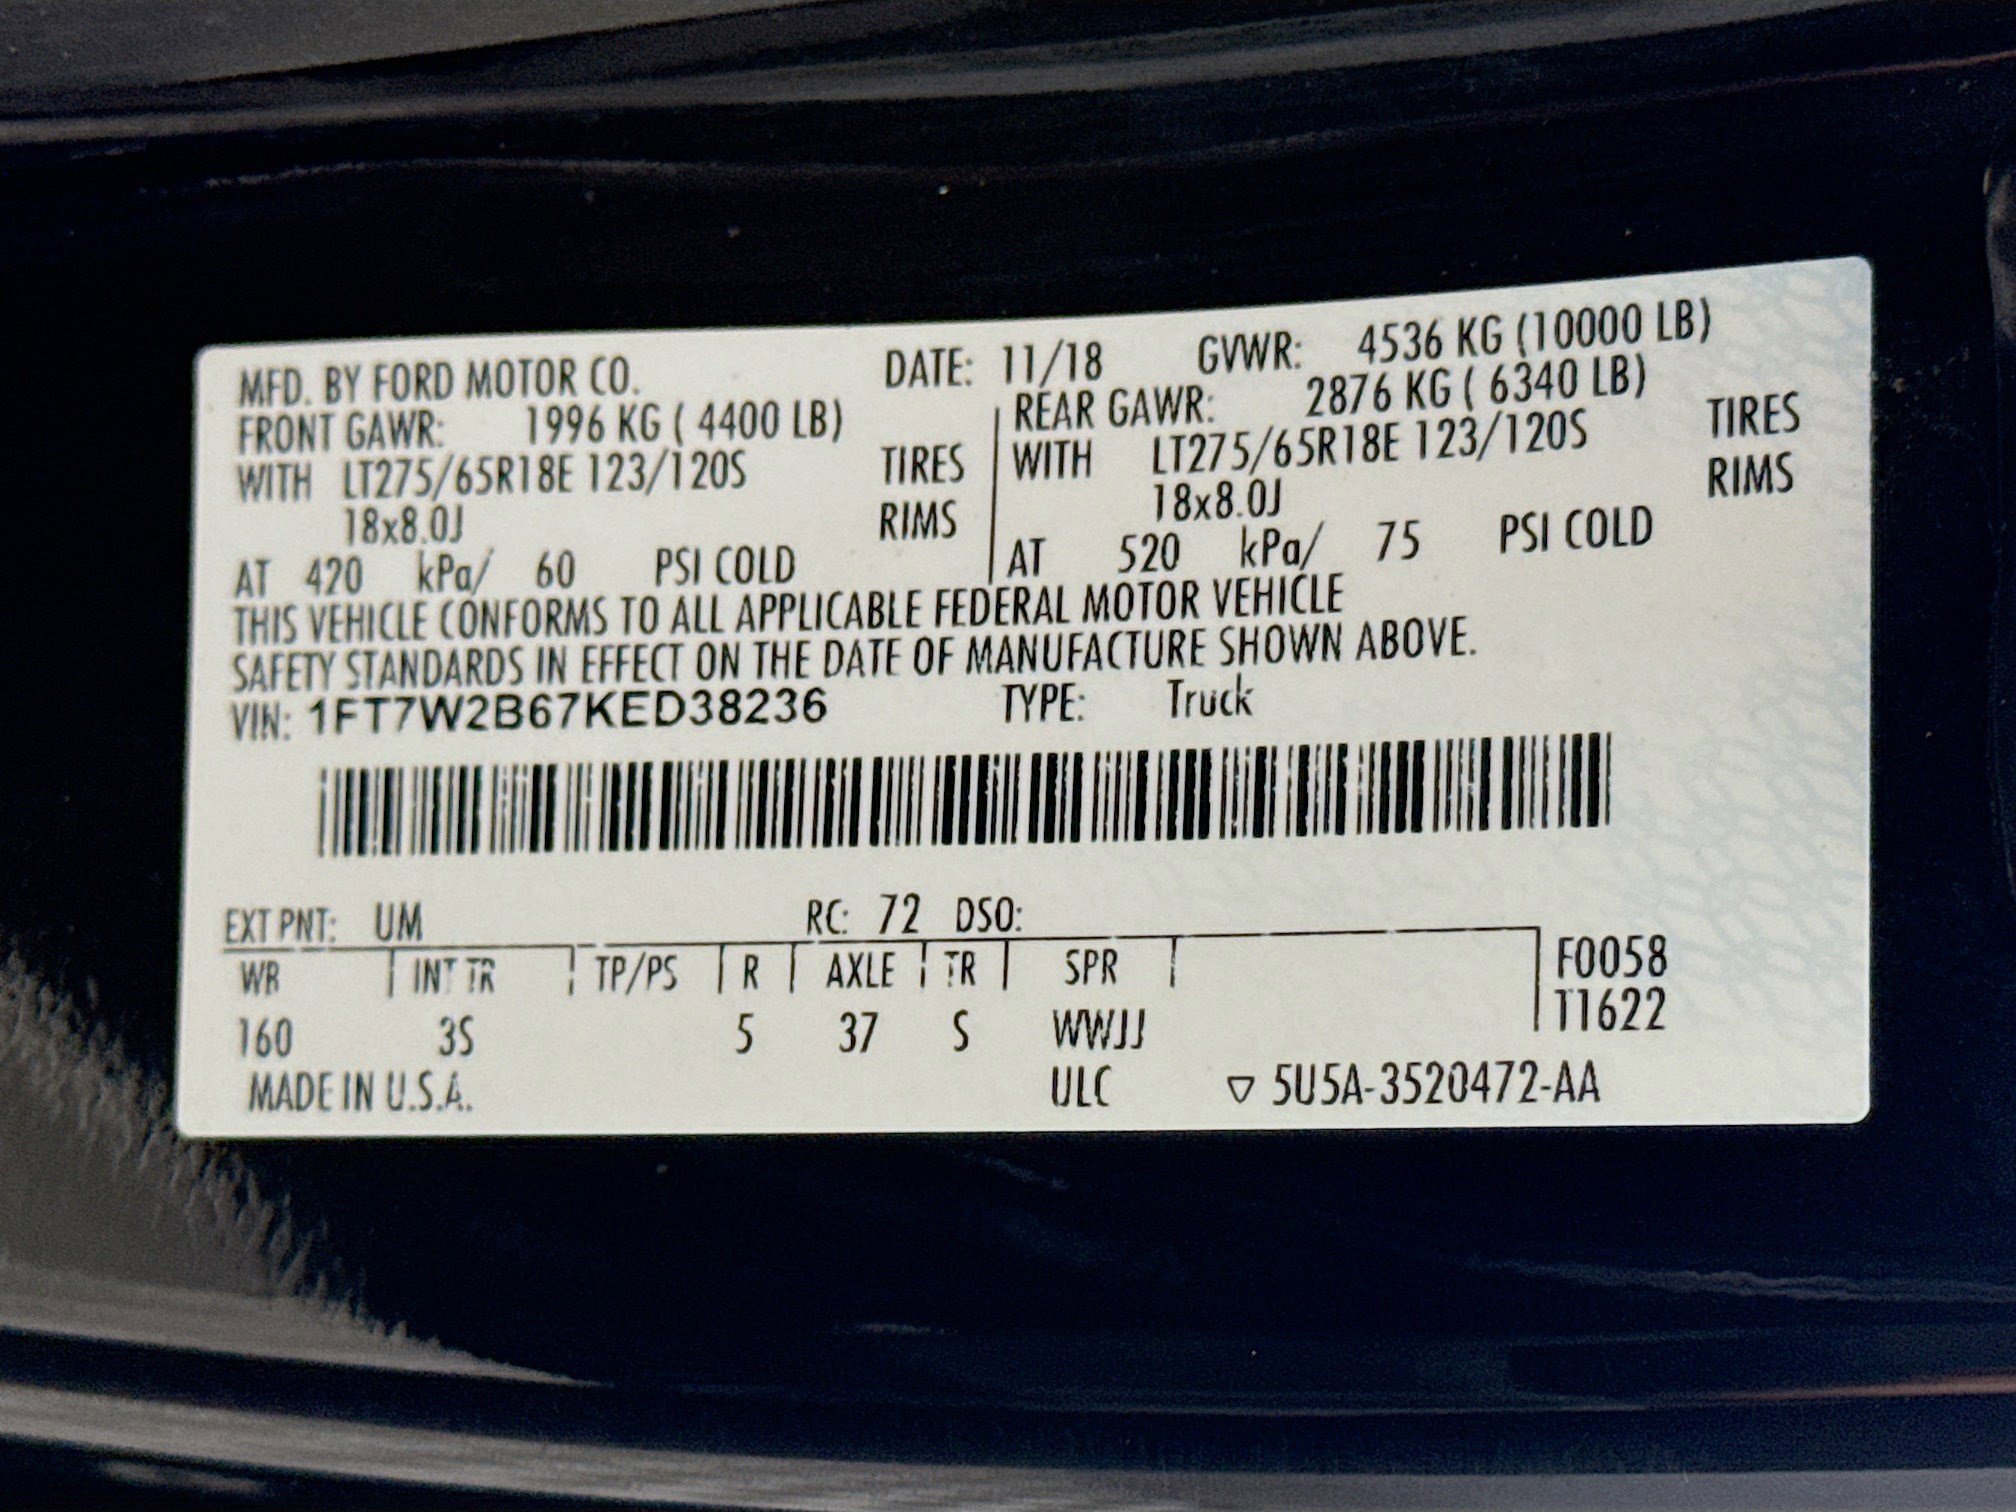 MFD. BY FORD MOTOR CO. DATE: 11/18 GVWR: 4536 KG (10000 LB)
FRONT GAWR: 1996 KG ( 4400 LB) REAR GAWR: 2876 KG ( 6340 LB)
WITH LT275/65R18E 123/120S TIRES WITH LT275/65R18E 123/120S TIRES
18x8.0J RIMS 18x8.0J RIMS
AT 420 kPa/ 60 PSI COLD AT 520 kPa/ 75 PSI COLD
THIS VEHICLE CONFORMS TO ALL APPLICABLE FEDERAL MOTOR VEHICLE
SAFETY STANDARDS IN EFFECT ON THE DATE OF MANUFACTURE SHOWN ABOVE.
VIN: 1FT7W2B67KED38236 TYPE: Truck
EXT PNT: UM RC: 72 DSO:
WB INT TR TP/PS R AXLE TR SPR F0058
160 3S 5 37 S WWJJ T1622
MADE IN U.S.A. ULC ▽ 5U5A-3520472-AA